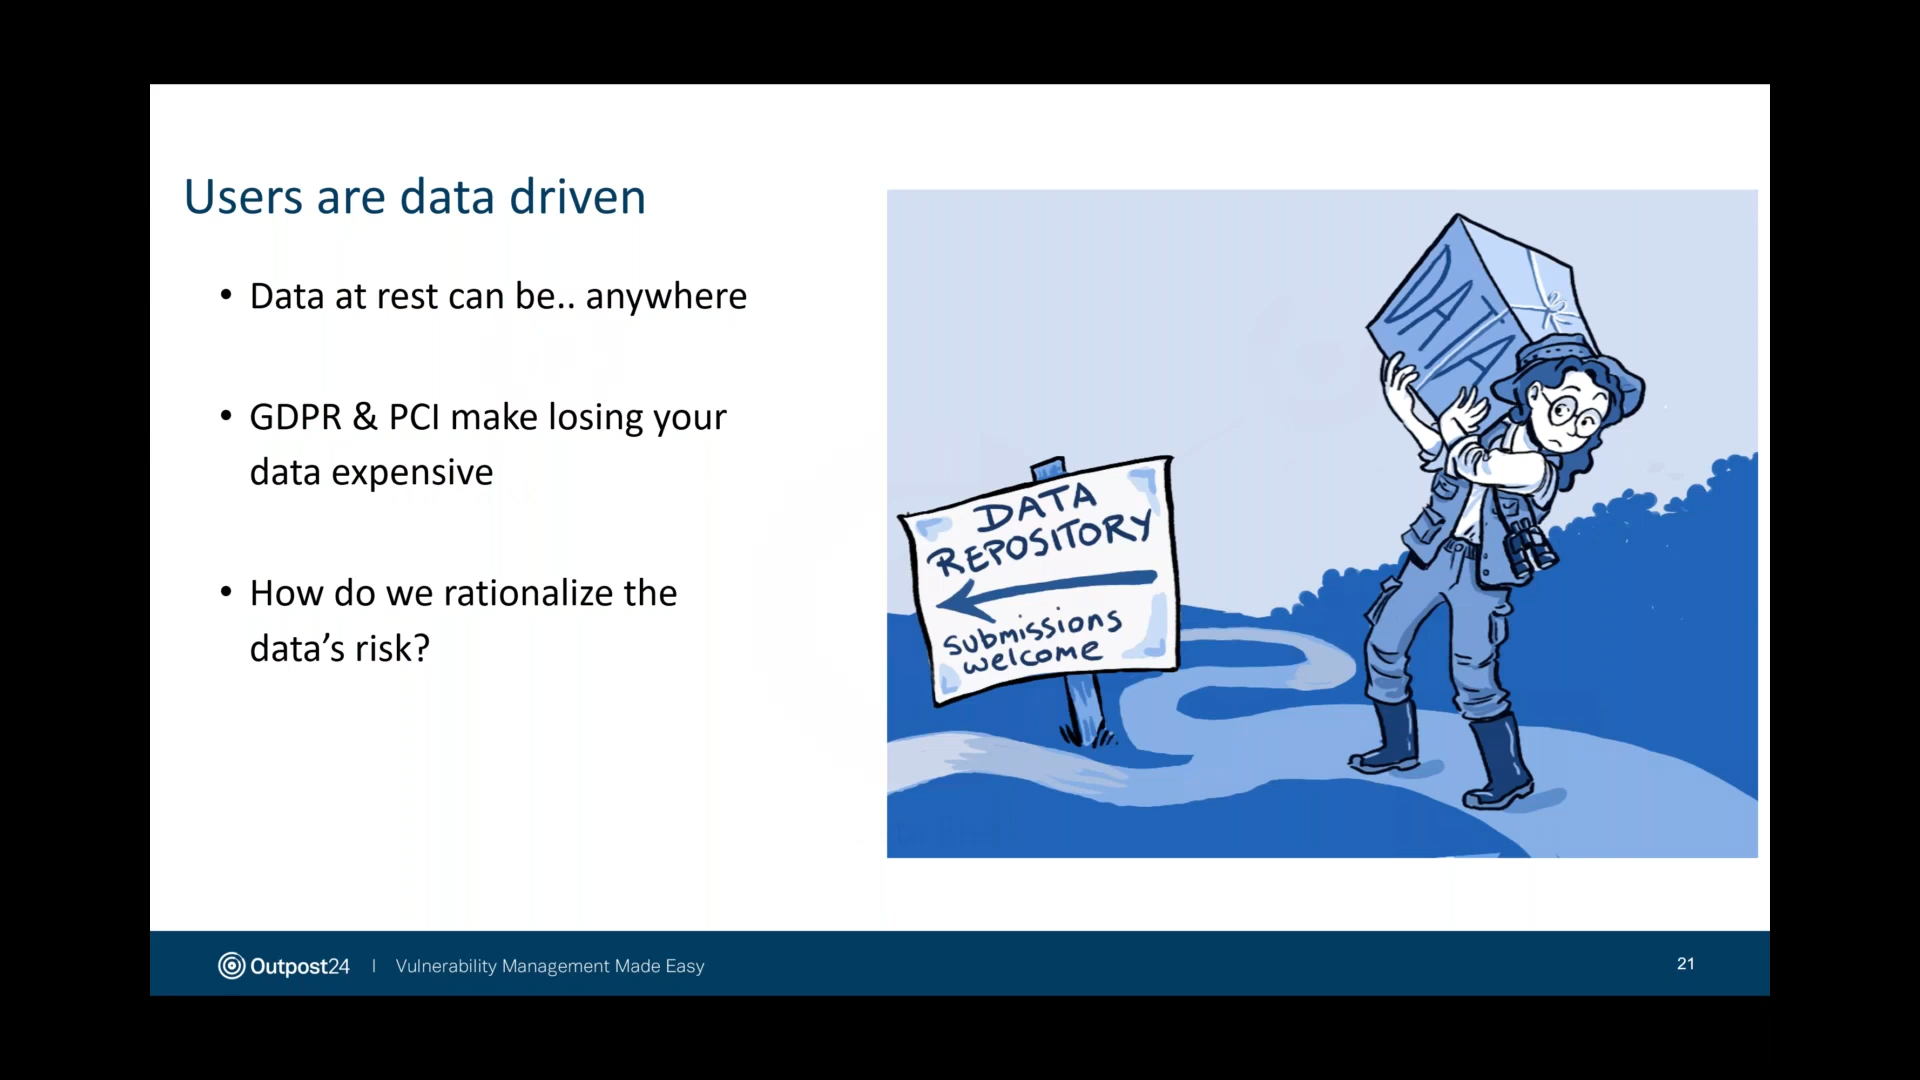 Users are data driven
• Data at rest can be.. anywhere
• GDPR & PCI make losing your
data expensive
• How do we rationalize the
data’s risk?
DATA
DATA
REPOSITORY
submissions
welcome
Outpost24 | Vulnerability Management Made Easy
21